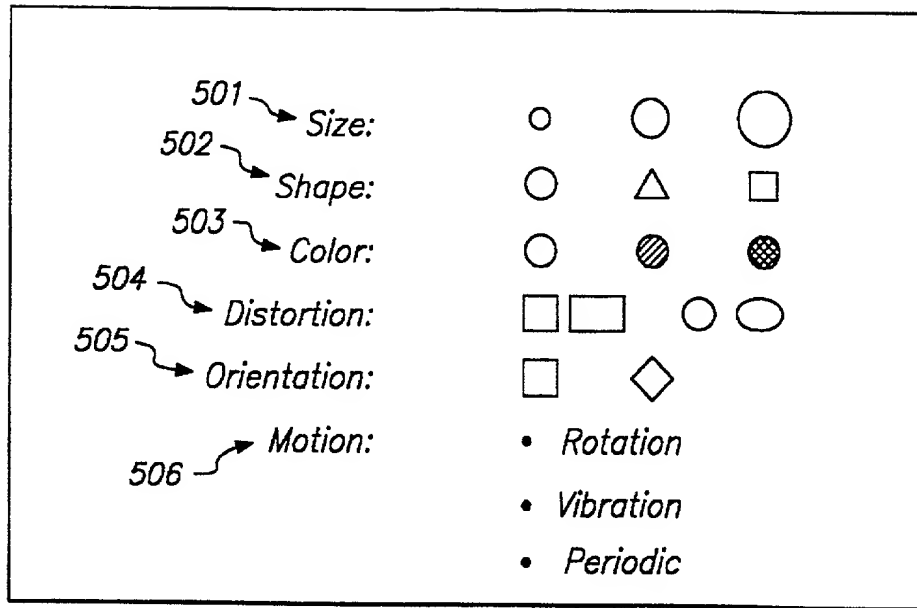 501
Size:
502
Shape:
503
Color:
504
Distortion:
505
Orientation:
Motion: • Rotation
506
• Vibration
• Periodic